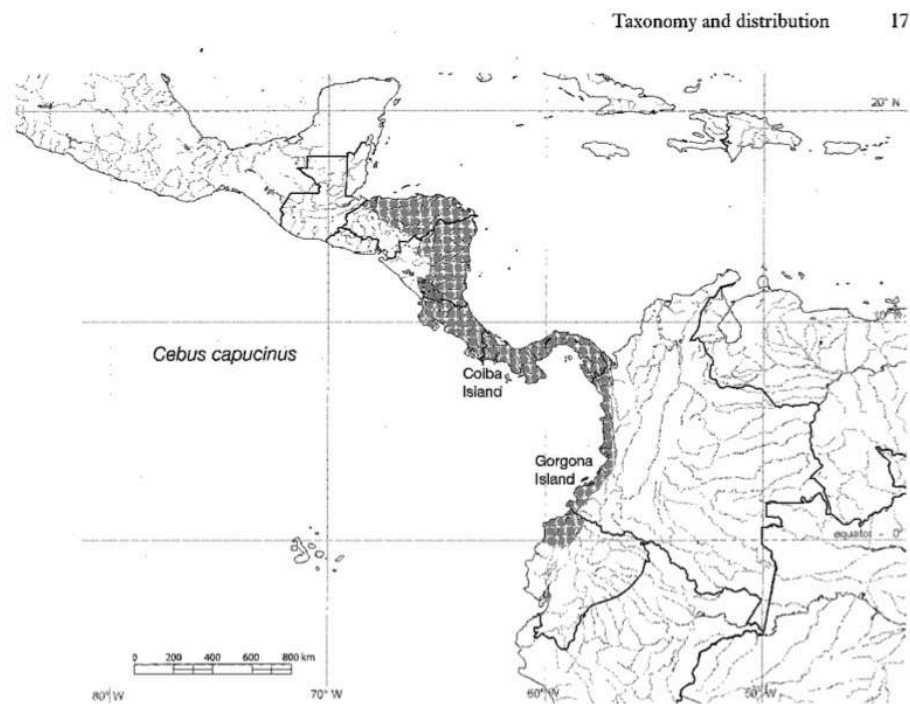 Taxonomy and distribution 17
20° N
10° N
Cebus capucinus
Coiba
Island
Gorgona
Island
equator - 0°
0 200 400 600 800 km
80° W 70° W 60° W 50° W